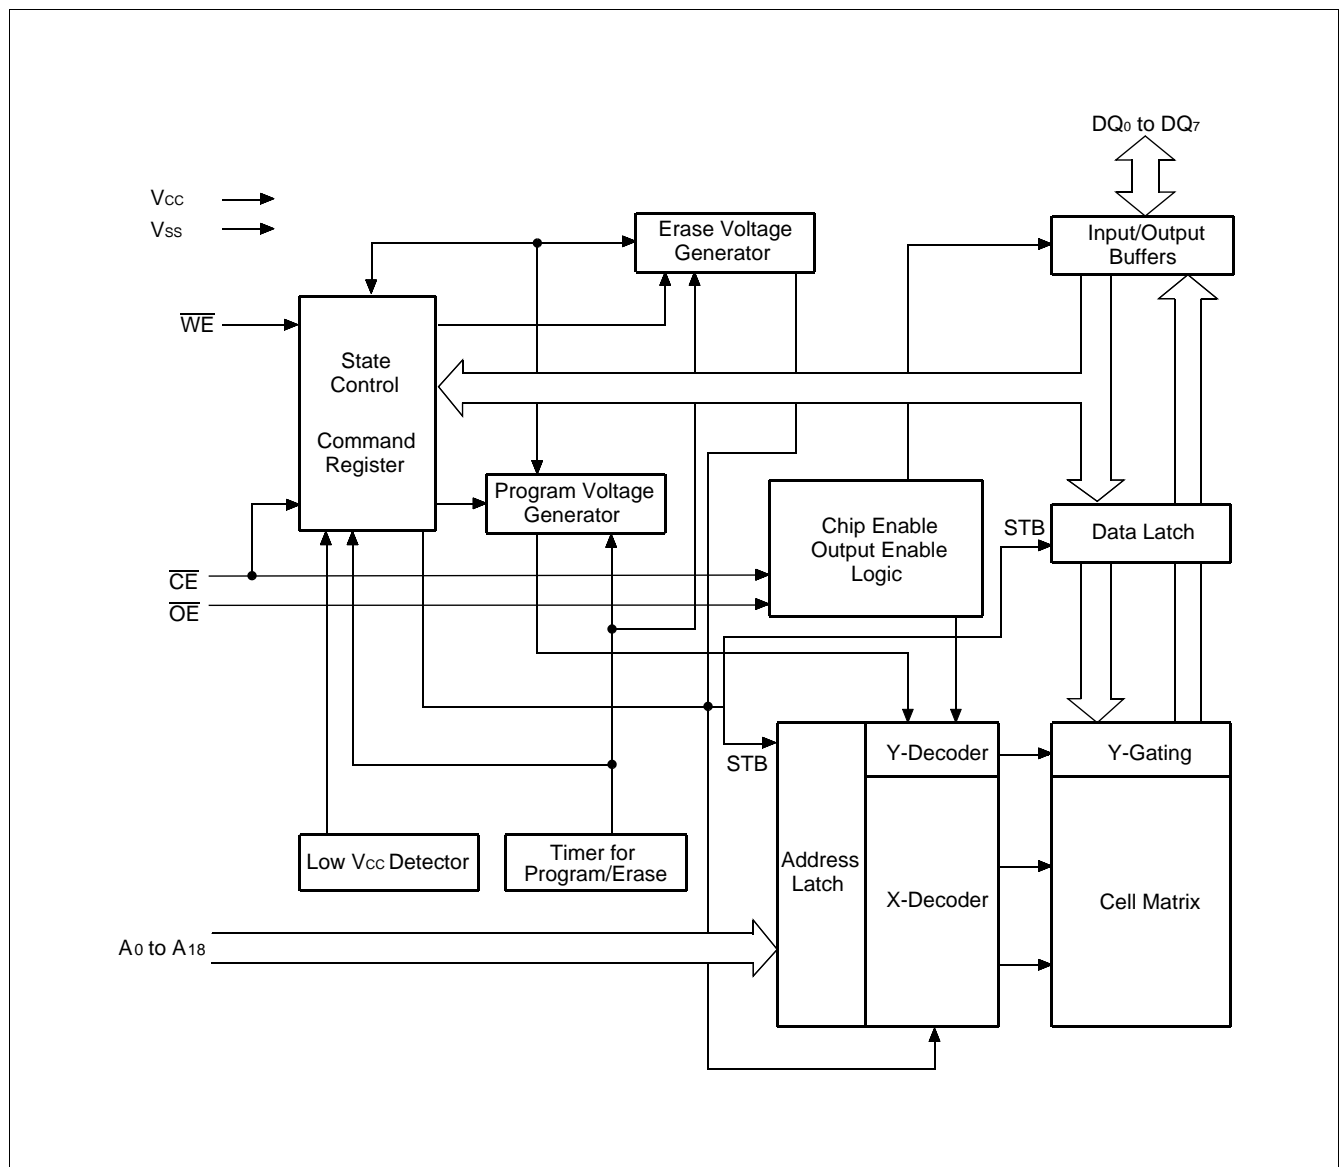 DQ0 to DQ7
VCC
VSS
Erase Voltage
Generator
Input/Output
Buffers
WE
State
Control
Command
Register
Program Voltage
Generator
Chip Enable
Output Enable
Logic
STB
Data Latch
CE
OE
STB
Y-Decoder
Y-Gating
Low VCC Detector
Timer for
Program/Erase
Address
Latch
X-Decoder
Cell Matrix
A0 to A18